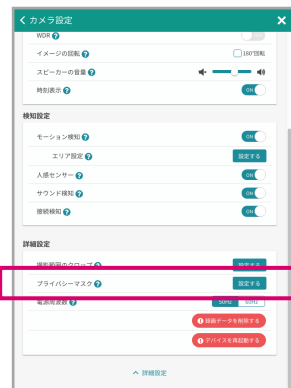 カメラ設定
WDR
イメージの回転 180°回転
スピーカーの音量
時刻表示 ON
検知設定
モーション検知 ON
エリア設定 設定する
人感センサー ON
サウンド検知 ON
接続検知 ON
詳細設定
撮影範囲のクロップ 設定する
プライバシーマスク 設定する
電源周波数 50Hz 60Hz
録画データを削除する
デバイスを再起動する
詳細設定